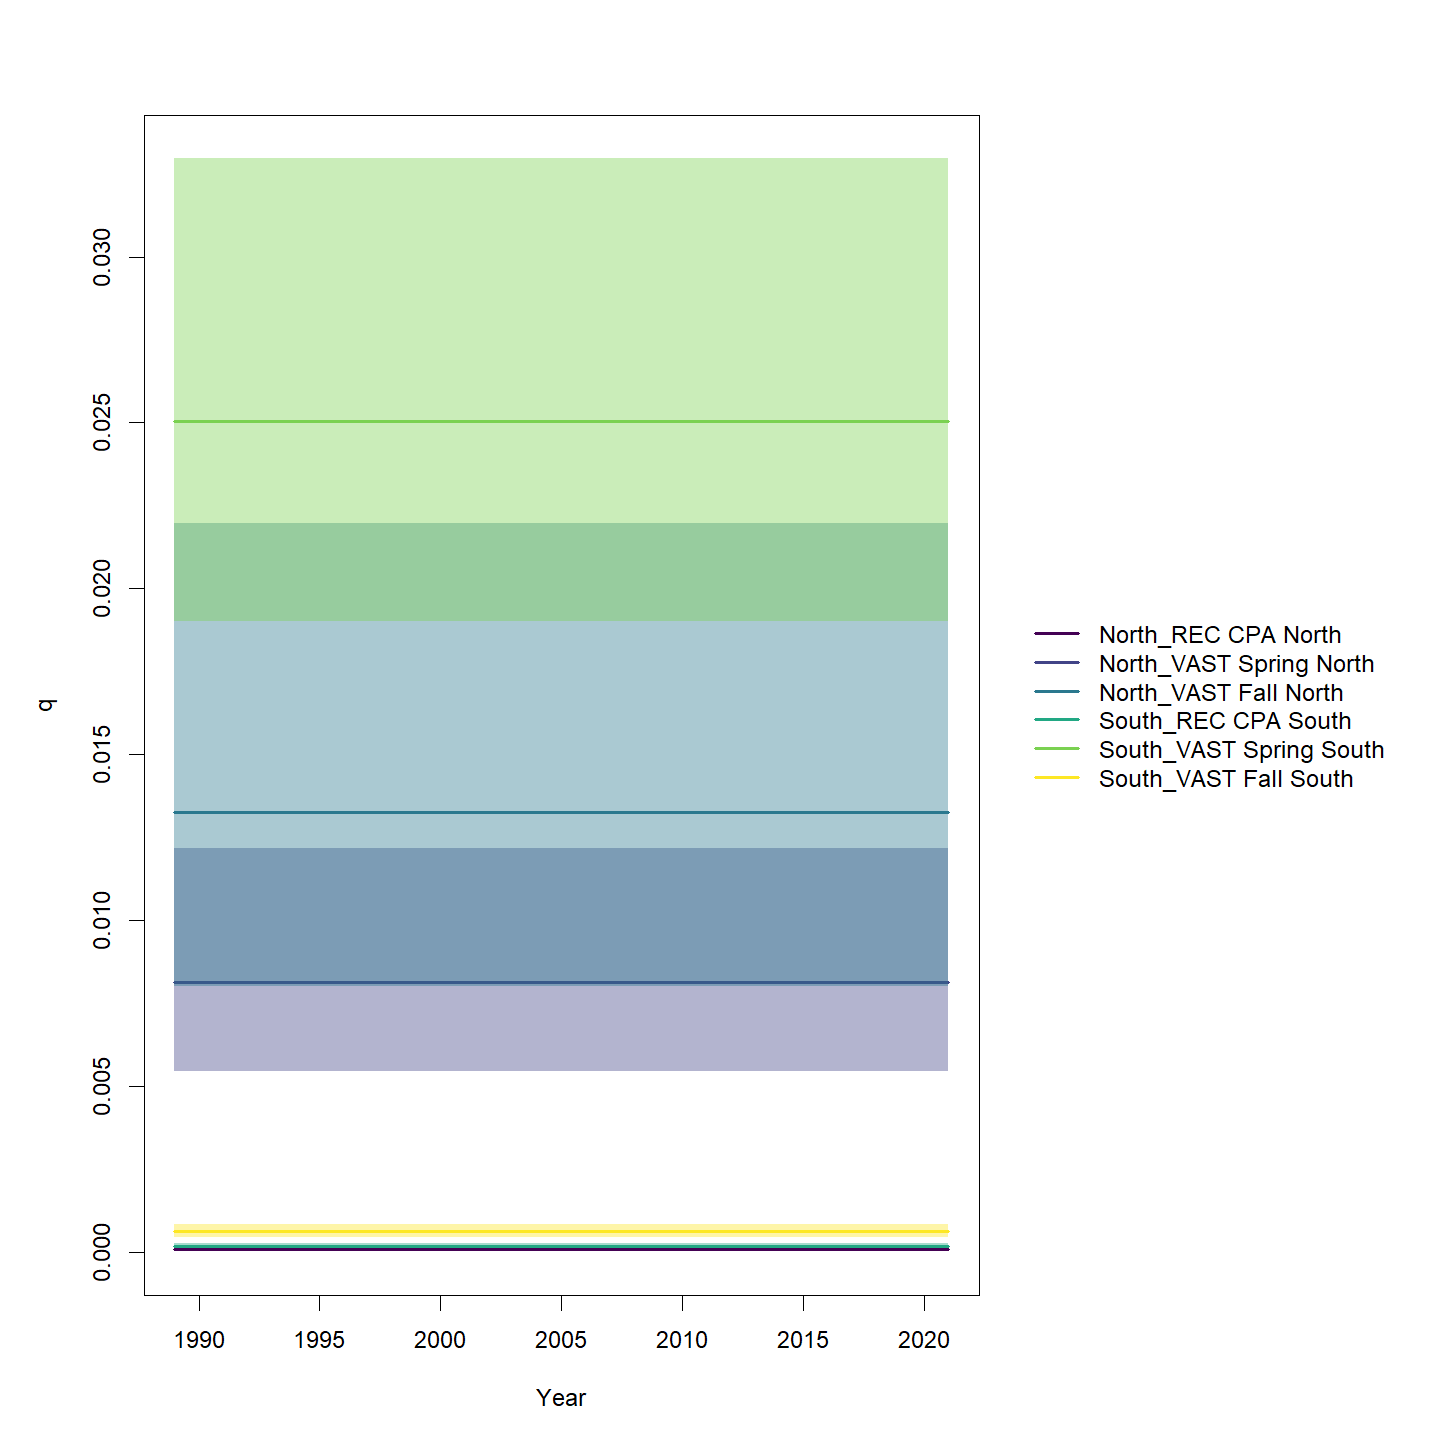 0.030
0.025
0.020
0.015
0.010
0.005
0.000
q
1990 1995 2000 2005 2010 2015 2020
Year
North_REC CPA North
North_VAST Spring North
North_VAST Fall North
South_REC CPA South
South_VAST Spring South
South_VAST Fall South